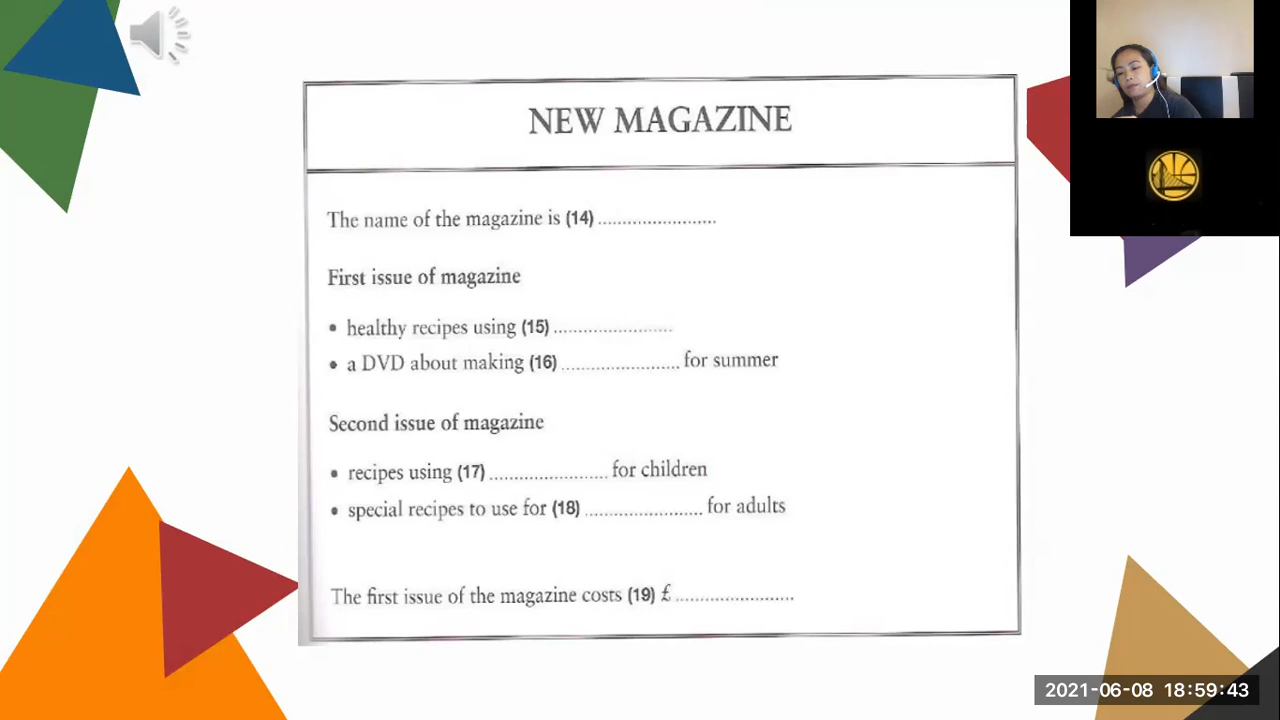 NEW MAGAZINE
The name of the magazine is (14) ........................
First issue of magazine
• healthy recipes using (15) ........................
• a DVD about making (16) ........................ for summer
Second issue of magazine
• recipes using (17) ........................ for children
• special recipes to use for (18) ........................ for adults
The first issue of the magazine costs (19) £ ........................
2021-06-08 18:59:43